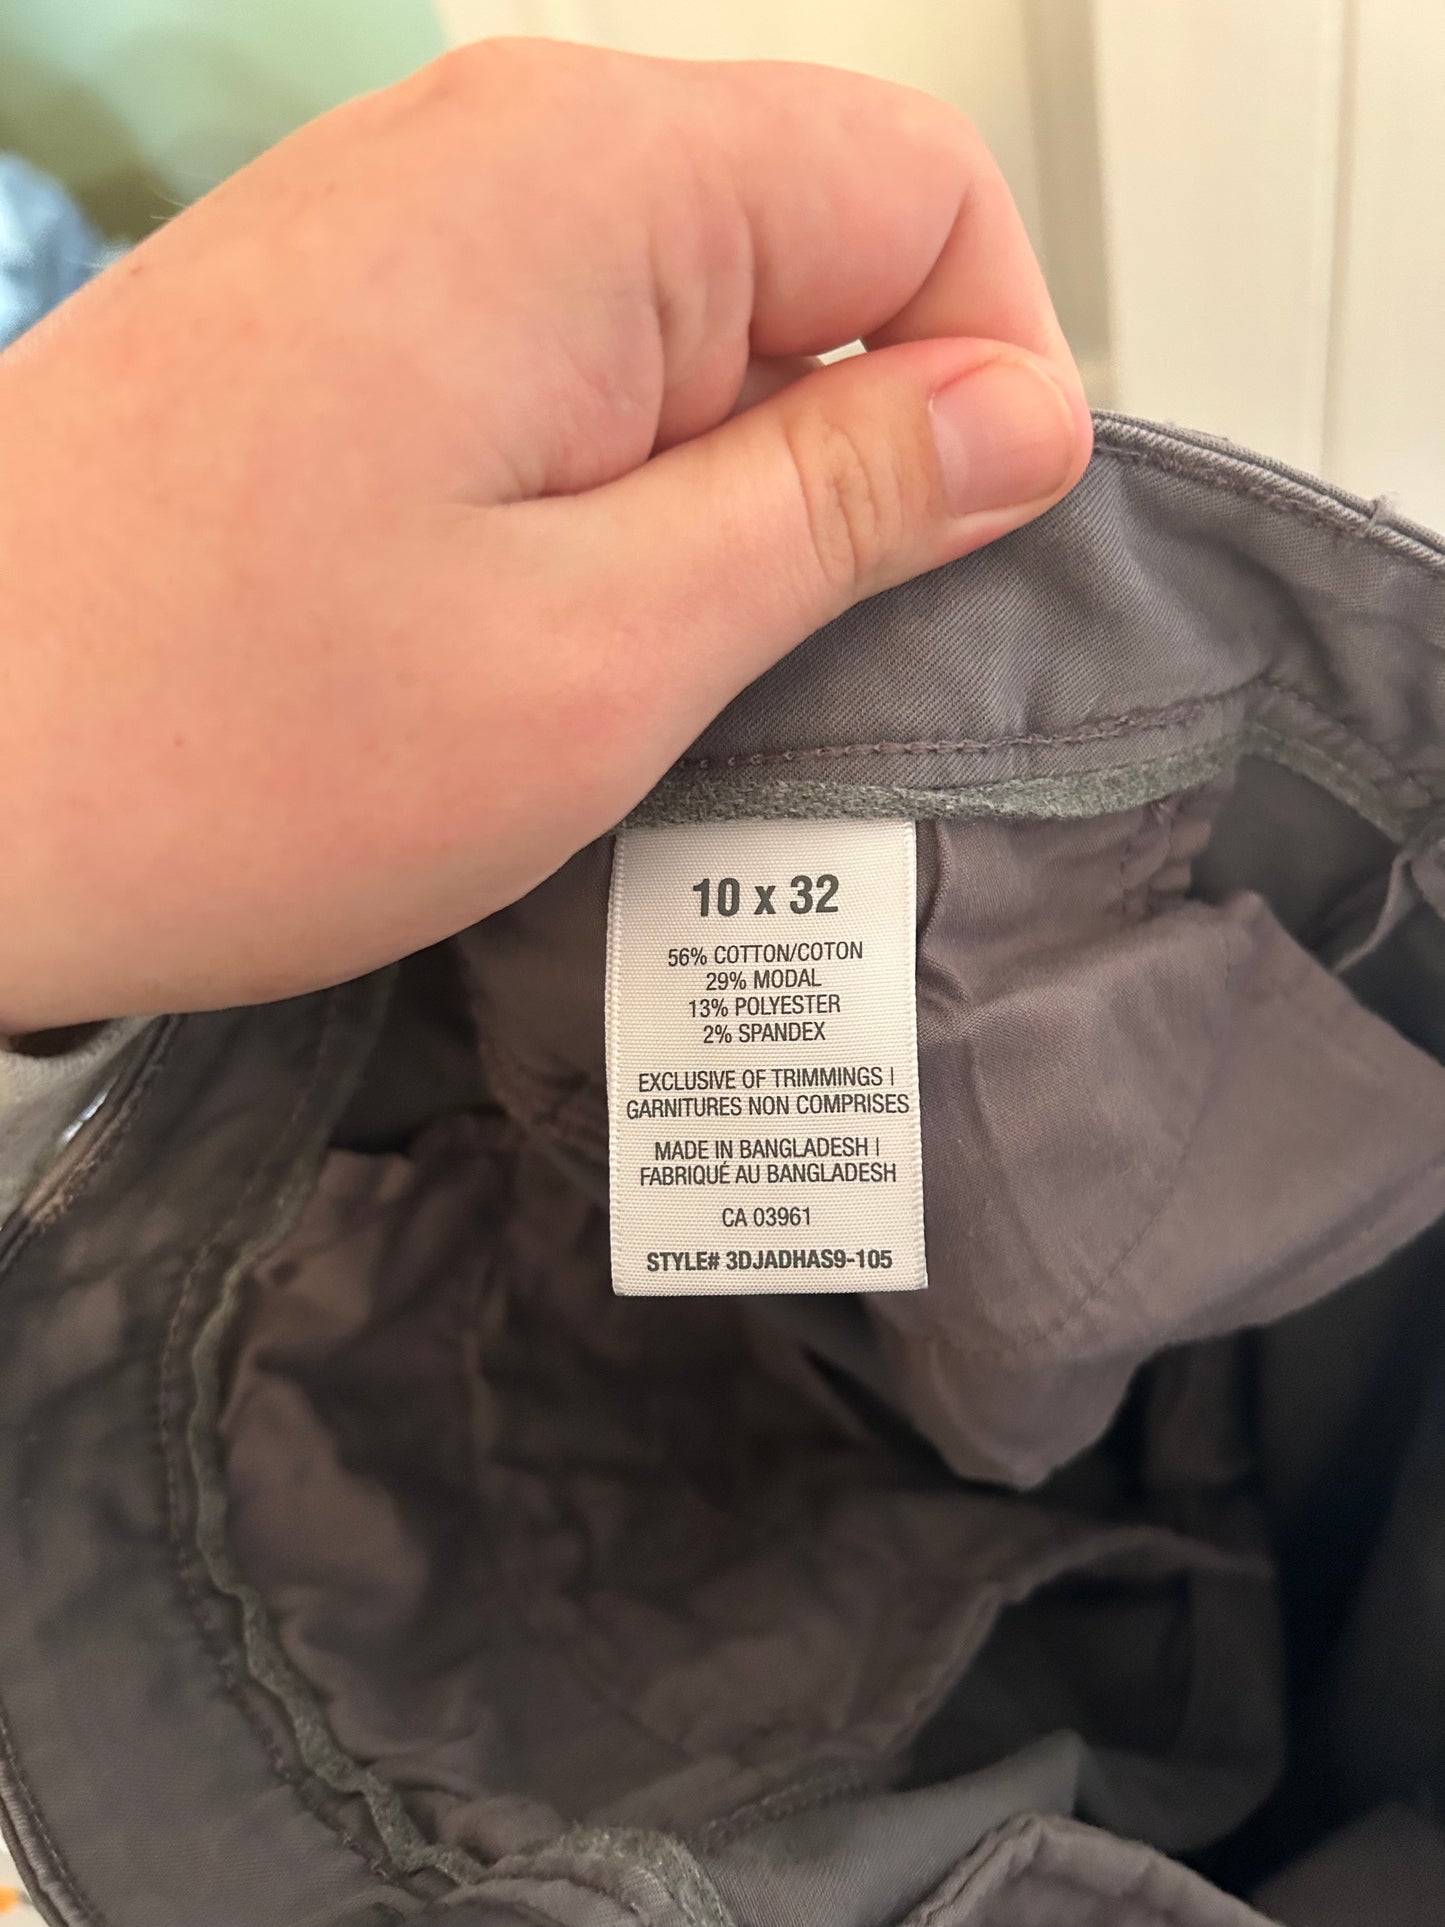 10 x 32
56% COTTON/COTON
29% MODAL
13% POLYESTER
2% SPANDEX
EXCLUSIVE OF TRIMMINGS |
GARNITURES NON COMPRISES
MADE IN BANGLADESH |
FABRIQUÉ AU BANGLADESH
CA 03961
STYLE# 3DJADHAS9-105